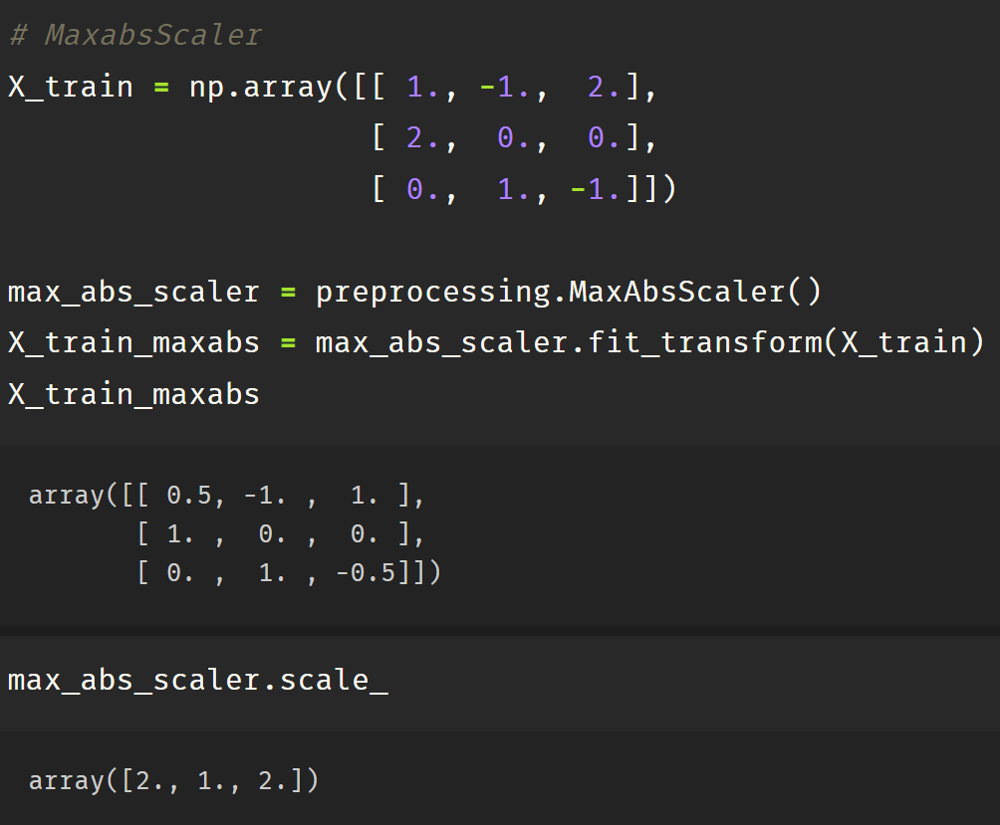 # MaxabsScaler
X_train = np.array([[ 1., -1.,  2.],
                    [ 2.,  0.,  0.],
                    [ 0.,  1., -1.]])
max_abs_scaler = preprocessing.MaxAbsScaler()
X_train_maxabs = max_abs_scaler.fit_transform(X_train)
X_train_maxabs
array([[ 0.5, -1. ,  1. ],
       [ 1. ,  0. ,  0. ],
       [ 0. ,  1. , -0.5]])
max_abs_scaler.scale_
array([2., 1., 2.])